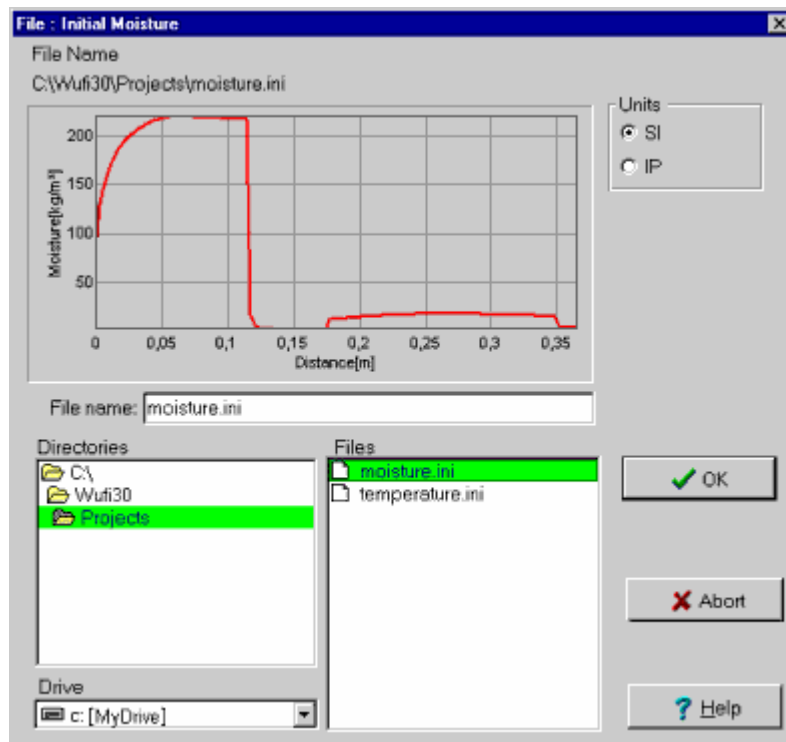 File : Initial Moisture
File Name
C:\Wufi30\Projects\moisture.ini
Units
SI
IP
Moisture[kg/m³]
200
150
100
50
0 0,05 0,1 0,15 0,2 0,25 0,3 0,35
Distance[m]
File name: moisture.ini
Directories
C:\
Wufi30
Projects
Files
moisture.ini
temperature.ini
OK
Abort
Drive
c: [MyDrive]
Help